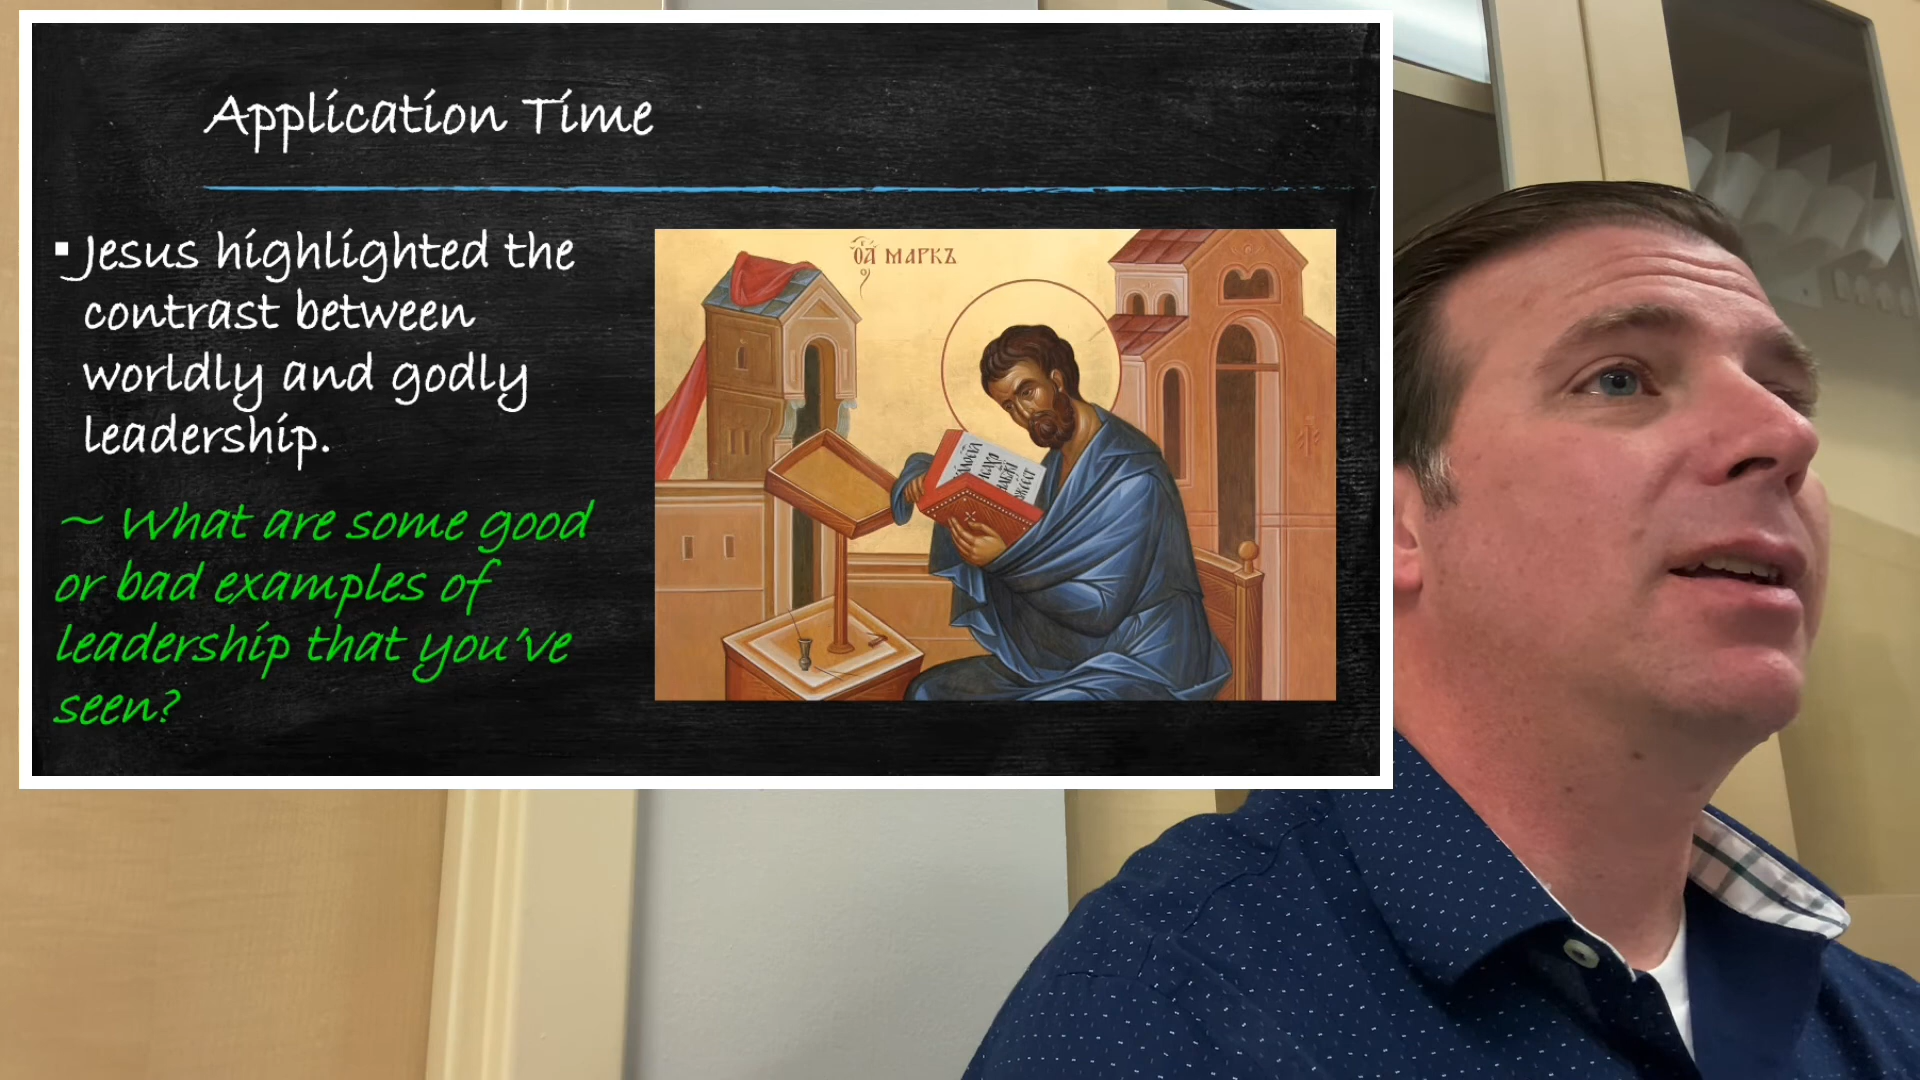 Application Time
▪ Jesus highlighted the
contrast between
worldly and godly
leadership.
~ What are some good
or bad examples of
leadership that you've
seen?
МАРКЪ